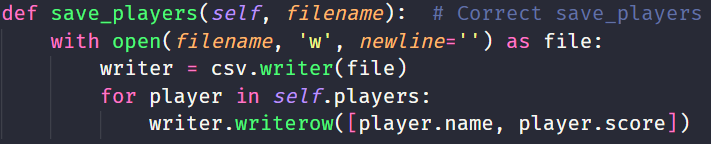 def save_players(self, filename):  # Correct save_players
    with open(filename, 'w', newline='') as file:
        writer = csv.writer(file)
        for player in self.players:
            writer.writerow([player.name, player.score])